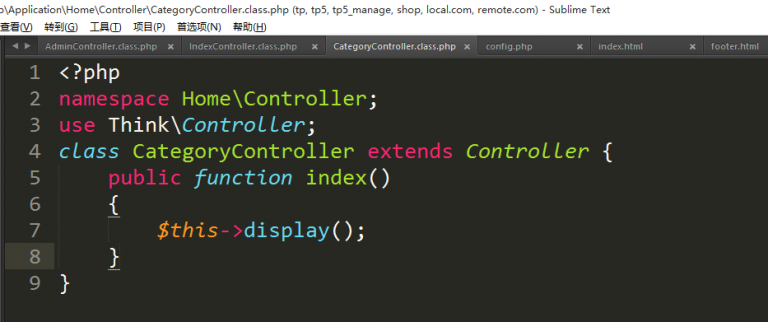 o\Application\Home\Controller\CategoryController.class.php (tp, tp5, tp5_manage, shop, local.com, remote.com) - Sublime Text
查看(V) 转到(G) 工具(T) 项目(P) 首选项(N) 帮助(H)
AdminController.class.php × IndexController.class.php × CategoryController.class.php × config.php × index.html × footer.html
1 <?php
2 namespace Home\Controller;
3 use Think\Controller;
4 class CategoryController extends Controller {
5 public function index()
6 {
7 $this->display();
8 }
9 }